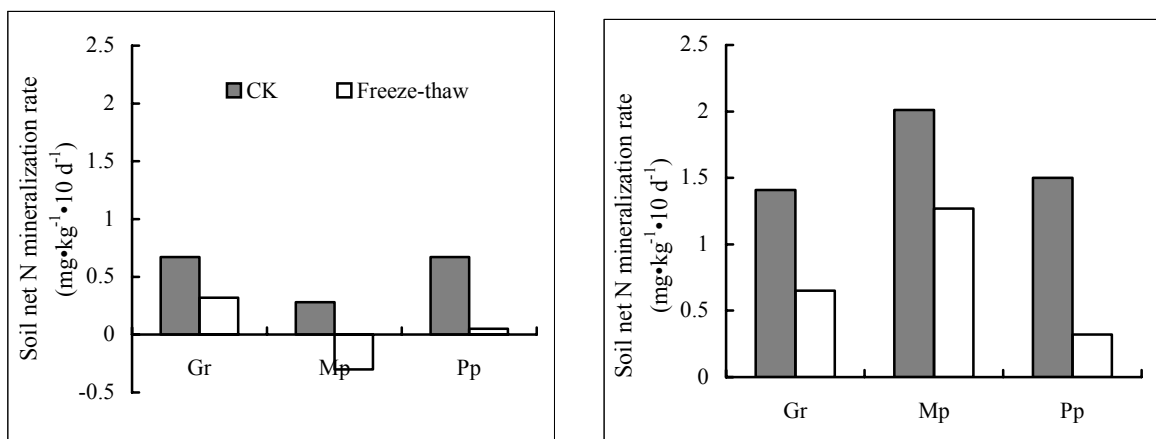 Soil net N mineralization rate
(mg•kg⁻¹•10 d⁻¹)
2.5
2
1.5
1
0.5
0
-0.5
CK
Freeze-thaw
Gr
Mp
Pp
Soil net N mineralization rate
(mg•kg⁻¹•10 d⁻¹)
2.5
2
1.5
1
0.5
0
Gr
Mp
Pp